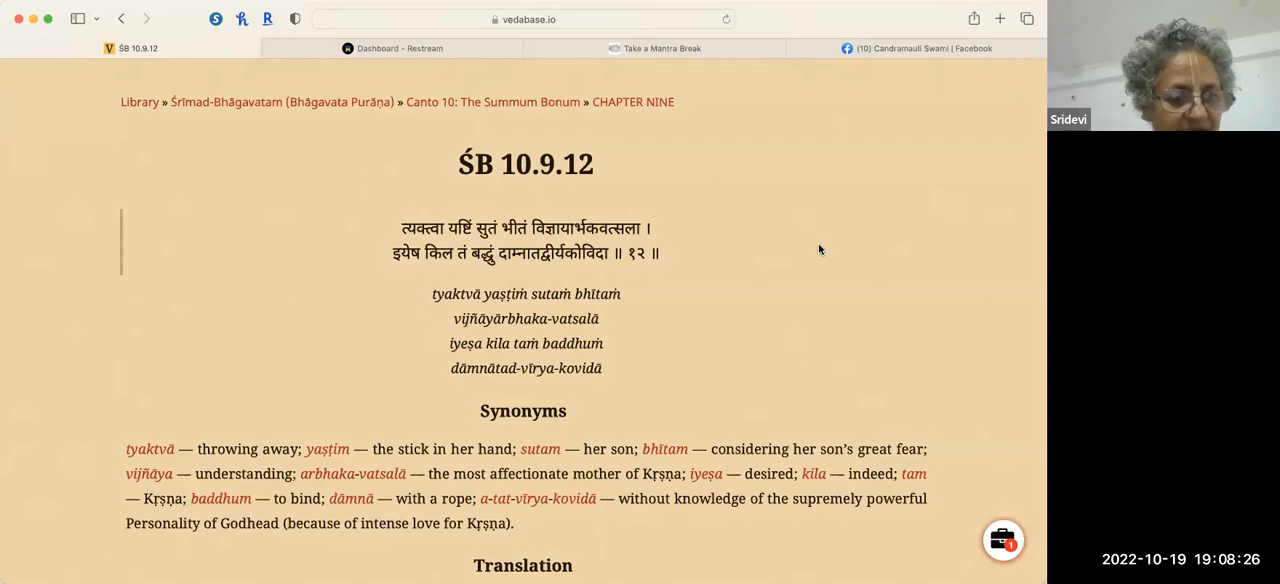 vedabase.io
ŚB 10.9.12
Dashboard - Restream
Take a Mantra Break
(10) Candramauli Swami | Facebook
Library » Śrīmad-Bhāgavatam (Bhāgavata Purāṇa) » Canto 10: The Summum Bonum » CHAPTER NINE
Sridevi
ŚB 10.9.12
त्यक्त्वा यष्टिं सुतं भीतं विज्ञायार्भकवत्सला ।
इयेष किल तं बद्धुं दाम्नातद्वीर्यकोविदा ॥ १२ ॥
tyaktvā yaṣṭiṁ sutaṁ bhītaṁ
vijñāyārbhaka-vatsalā
iyeṣa kila taṁ baddhuṁ
dāmnātad-vīrya-kovidā
Synonyms
tyaktvā — throwing away; yaṣṭim — the stick in her hand; sutam — her son; bhītam — considering her son’s great fear;
vijñāya — understanding; arbhaka-vatsalā — the most affectionate mother of Kṛṣṇa; iyeṣa — desired; kila — indeed; tam
— Kṛṣṇa; baddhum — to bind; dāmnā — with a rope; a-tat-vīrya-kovidā — without knowledge of the supremely powerful
Personality of Godhead (because of intense love for Kṛṣṇa).
1
Translation
2022-10-19 19:08:26